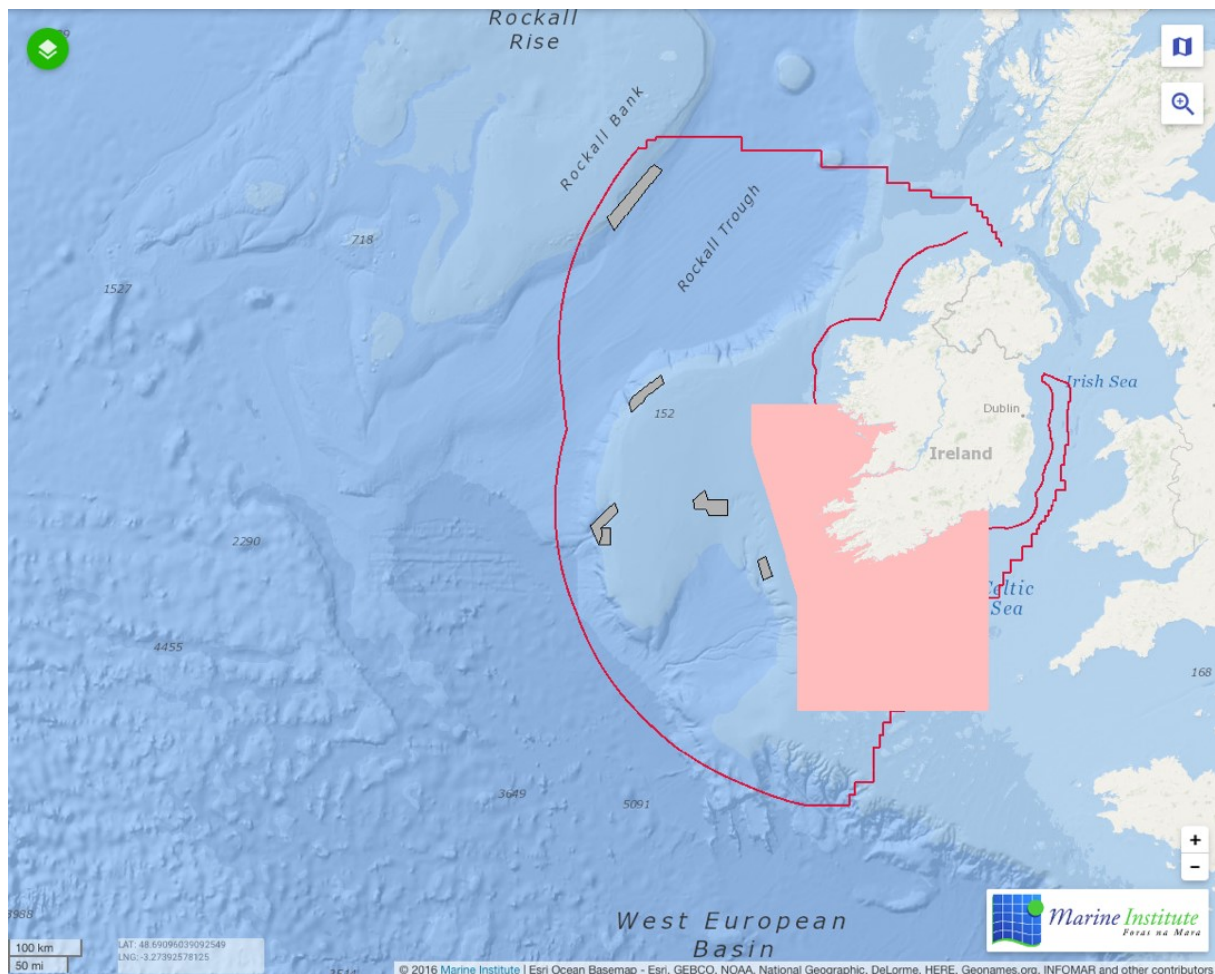 Rockall
Rise
Rockall Bank
Rockall Trough
718
1527
Irish Sea
152
Dublin
Ireland
2290
Celtic
Sea
4455
168
3649
5091
3988
West European
Basin
Marine Institute
Foras na Mara
+
−
100 km
50 mi
LAT: 48.69096039092549
LNG: -3.27392578125
© 2016 Marine Institute | Esri Ocean Basemap - Esri, GEBCO, NOAA, National Geographic, DeLorme, HERE, Geonames.org, INFOMAR and other contributors